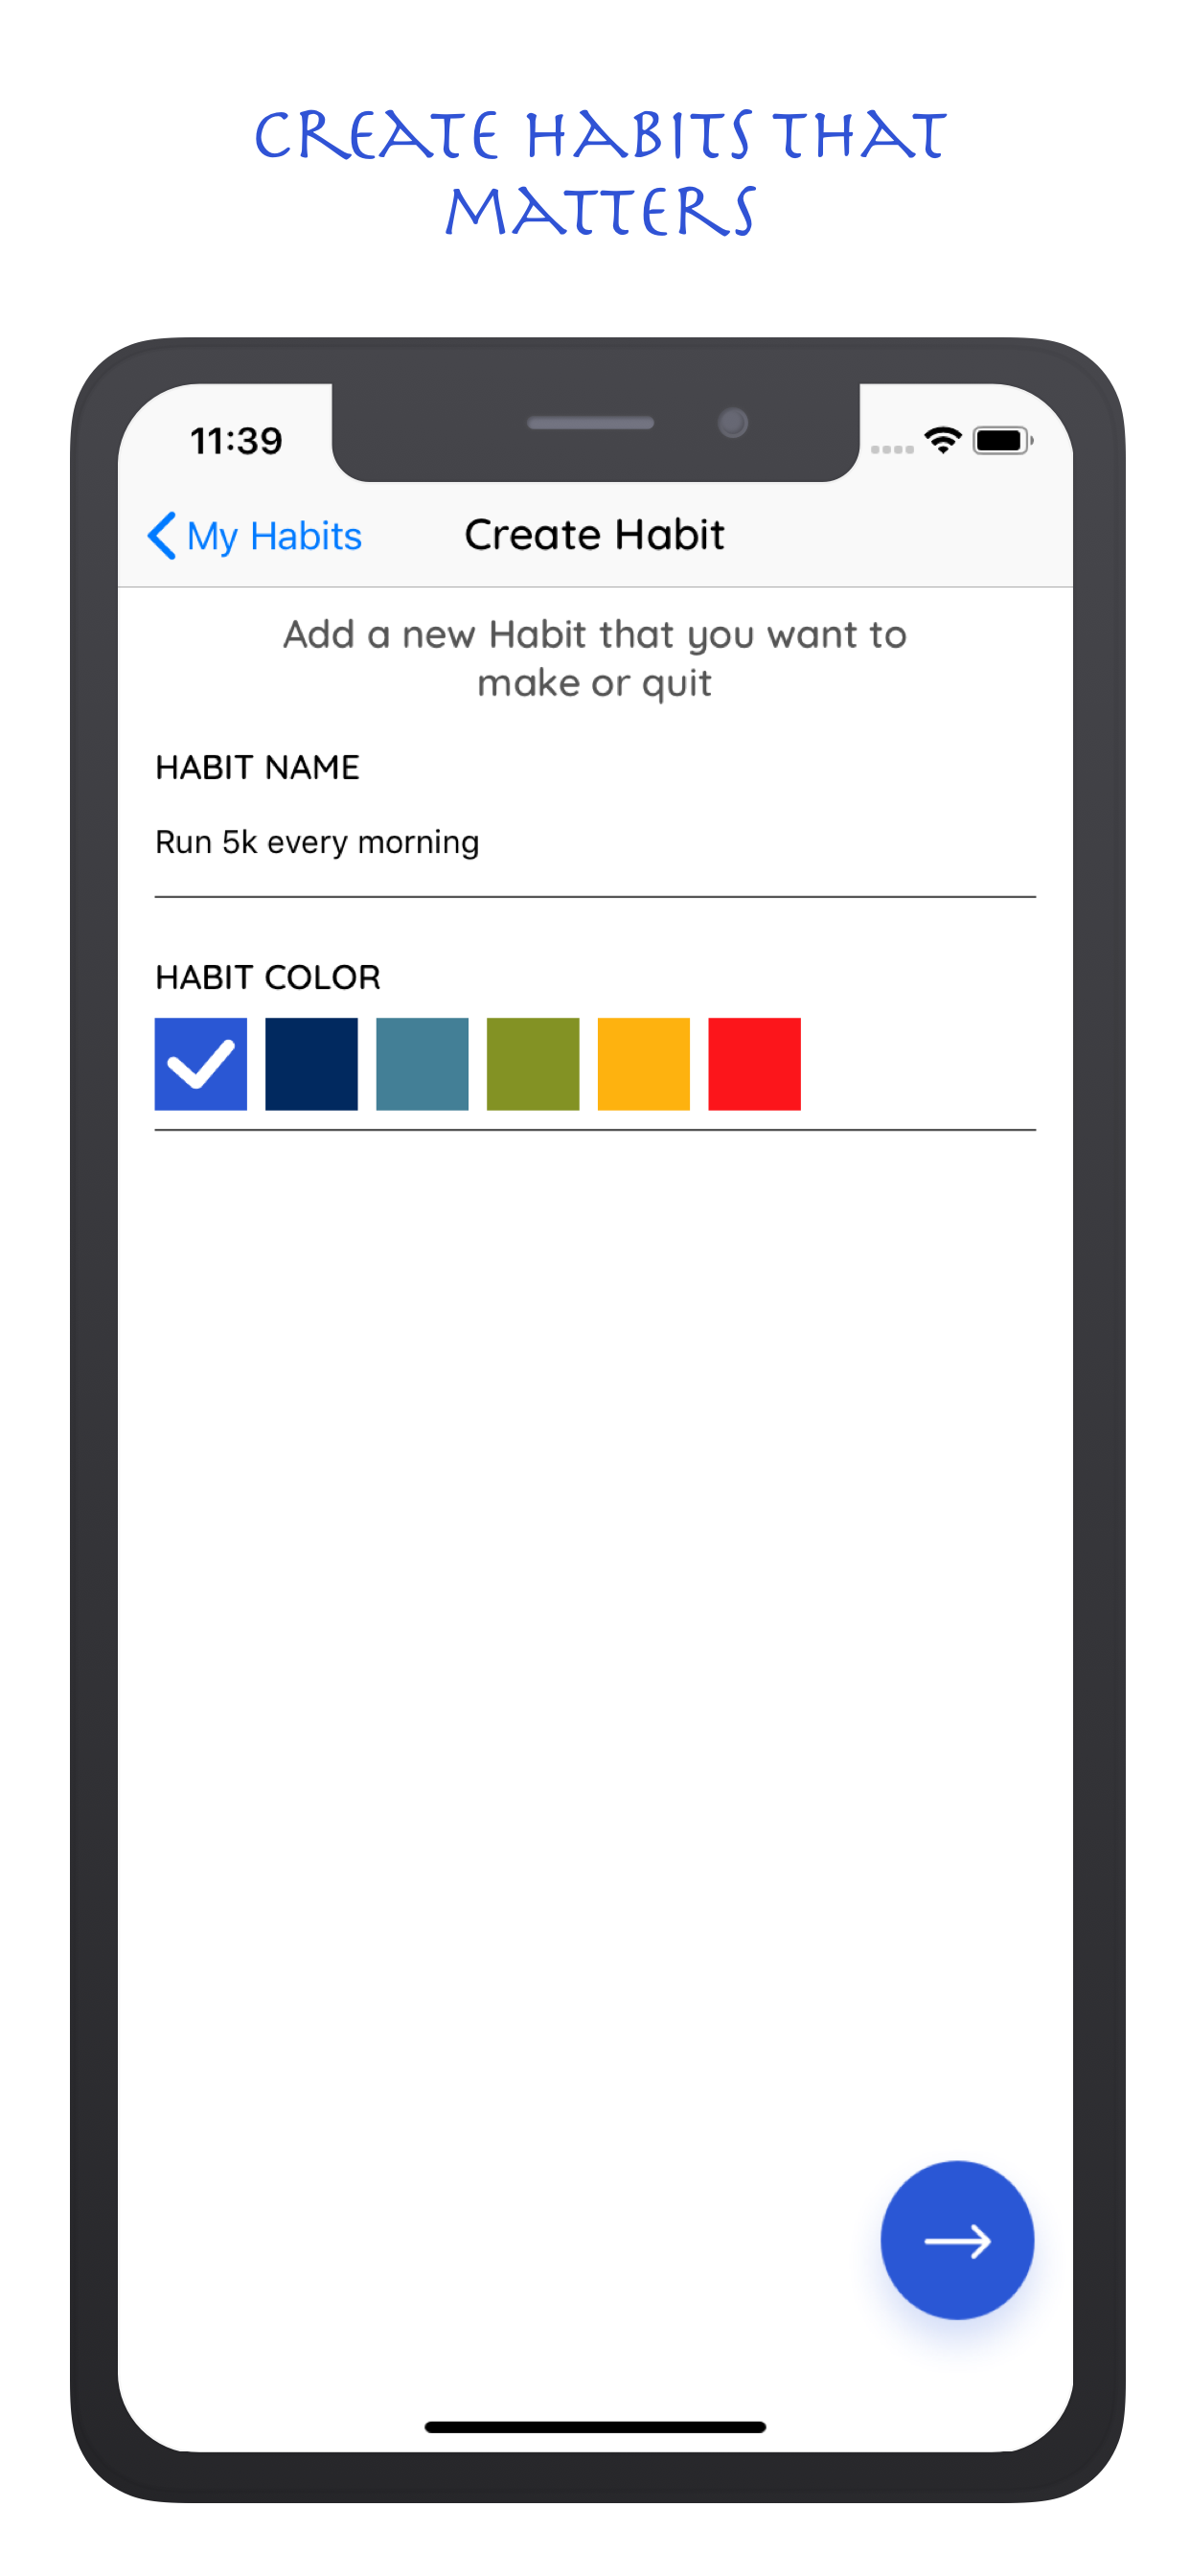 CREATE HABITS THAT
MATTERS
11:39
My Habits
Create Habit
Add a new Habit that you want to
make or quit
HABIT NAME
Run 5k every morning
HABIT COLOR